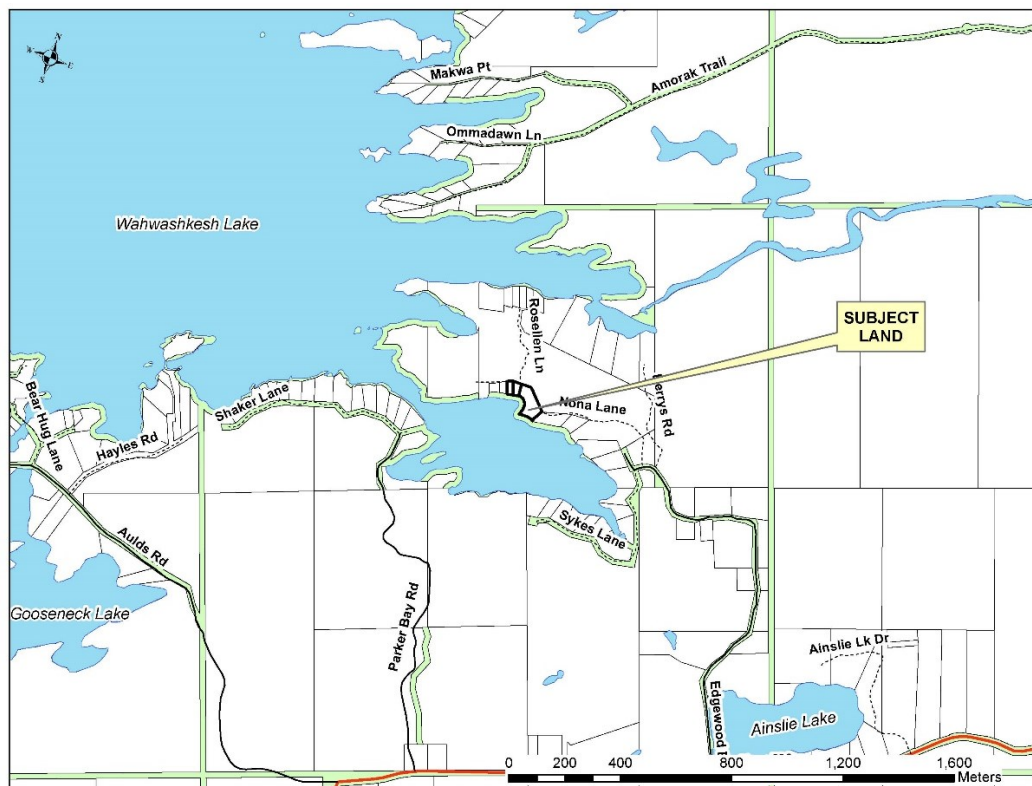 N
W
E
S
Makwa Pt
Amorak Trail
Ommadawn Ln
Wahwashkesh Lake
SUBJECT
LAND
Rosellen Ln
Nona Lane
Shaker Lane
Bear Hug Lane
Hayles Rd
Sykes Lane
Aulds Rd
Gooseneck Lake
Parker Bay Rd
Ainslie Lk Dr
Edgewood
Ainslie Lake
0 200 400 800 1,200 1,600
Meters